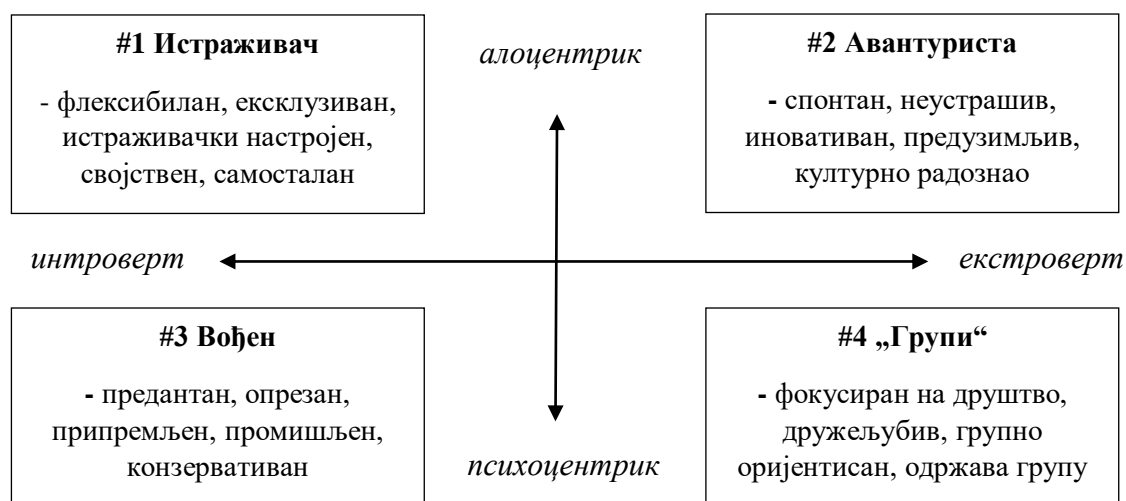 #1 Истраживач
- флексибилан, ексклузиван,
истраживачки настројен,
својствен, самосталан
алоцентрик
#2 Авантуриста
- спонтан, неустрашив,
иновативан, предузимљив,
културно радознао
интроверт
екстроверт
#3 Вођен
- предантан, опрезан,
припремљен, промишљен,
конзервативан
психоцентрик
#4 „Групи“
- фокусиран на друштво,
дружељубив, групно
оријентисан, одржава групу